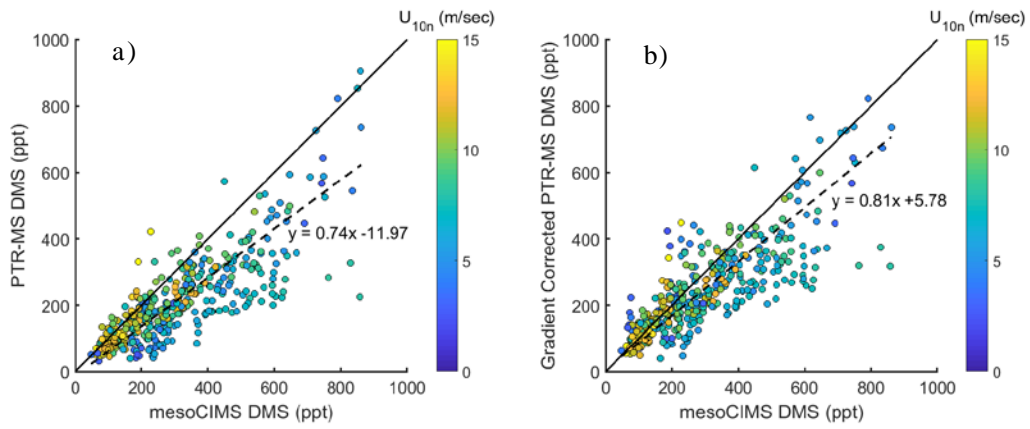 U10n (m/sec)
a)
1000
800
600
400
200
0
PTR-MS DMS (ppt)
y = 0.74x -11.97
0 200 400 600 800 1000
mesoCIMS DMS (ppt)
15
10
5
0
U10n (m/sec)
b)
1000
800
600
400
200
0
Gradient Corrected PTR-MS DMS (ppt)
y = 0.81x +5.78
0 200 400 600 800 1000
mesoCIMS DMS (ppt)
15
10
5
0